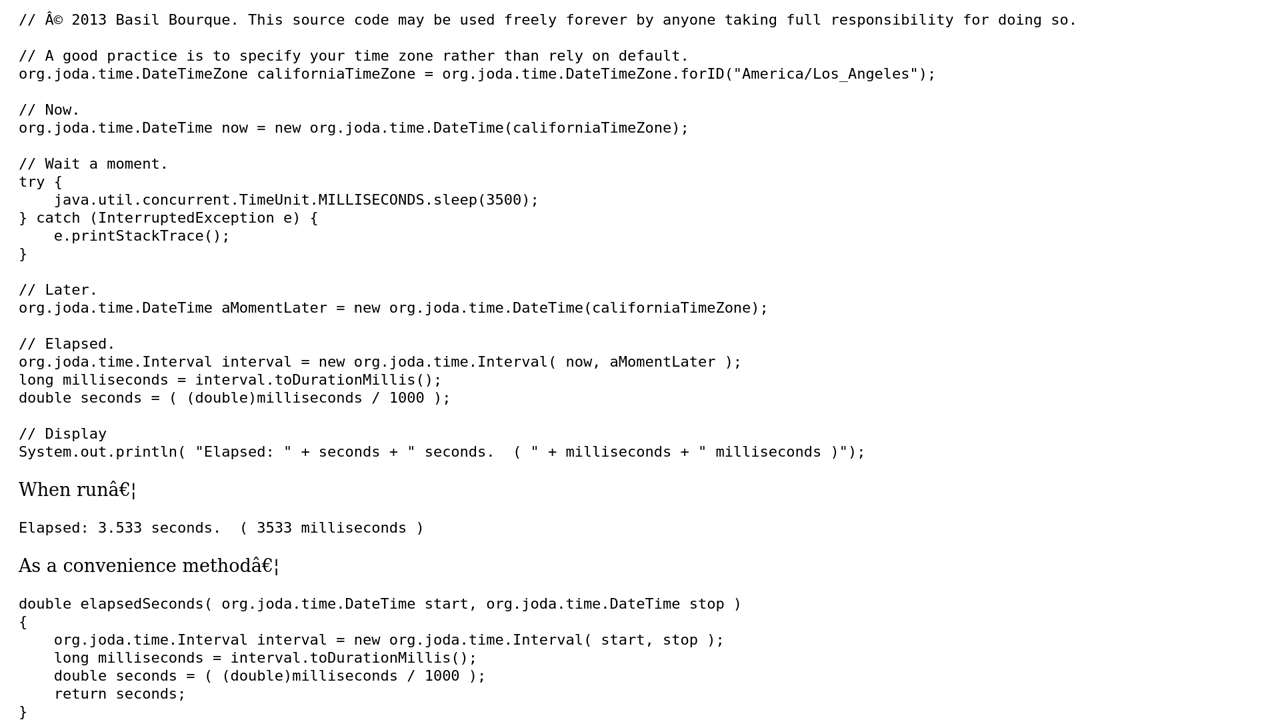 // Â© 2013 Basil Bourque. This source code may be used freely forever by anyone taking full responsibility for doing so.

// A good practice is to specify your time zone rather than rely on default.
org.joda.time.DateTimeZone californiaTimeZone = org.joda.time.DateTimeZone.forID("America/Los_Angeles");

// Now.
org.joda.time.DateTime now = new org.joda.time.DateTime(californiaTimeZone);

// Wait a moment.
try {
    java.util.concurrent.TimeUnit.MILLISECONDS.sleep(3500);
} catch (InterruptedException e) {
    e.printStackTrace();
}

// Later.
org.joda.time.DateTime aMomentLater = new org.joda.time.DateTime(californiaTimeZone);

// Elapsed.
org.joda.time.Interval interval = new org.joda.time.Interval( now, aMomentLater );
long milliseconds = interval.toDurationMillis();
double seconds = ( (double)milliseconds / 1000 );

// Display
System.out.println( "Elapsed: " + seconds + " seconds.  ( " + milliseconds + " milliseconds )");

When runâ€¦

Elapsed: 3.533 seconds.  ( 3533 milliseconds )

As a convenience methodâ€¦

double elapsedSeconds( org.joda.time.DateTime start, org.joda.time.DateTime stop )
{
    org.joda.time.Interval interval = new org.joda.time.Interval( start, stop );
    long milliseconds = interval.toDurationMillis();
    double seconds = ( (double)milliseconds / 1000 );
    return seconds;
}